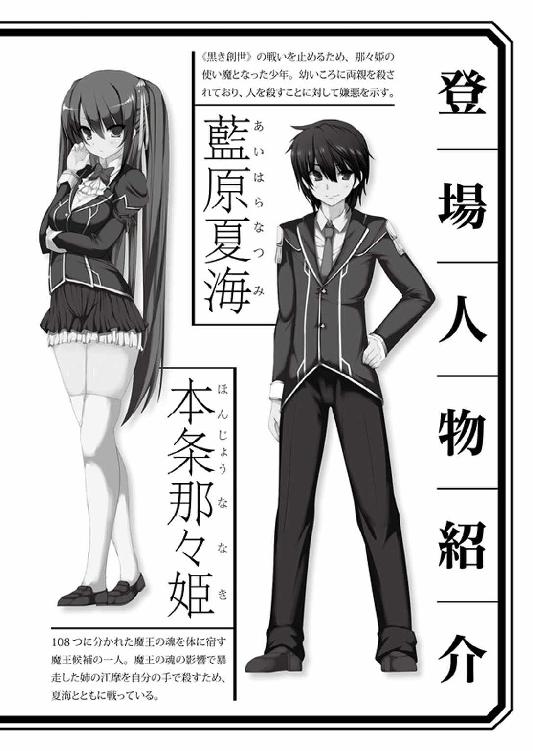 登場人物紹介
《黒き創世》の戦いを止めるため、那々姫の
使い魔となった少年。幼いころに両親を殺さ
れており、人を殺すことに対して嫌悪を示す。
藍原夏海
あいはらなつみ
本条那々姫
ほんじょうななき
108つに分かれた魔王の魂を体に宿す
魔王候補の一人。魔王の魂の影響で暴
走した姉の江摩を自分の手で殺すため、
夏海とともに戦っている。